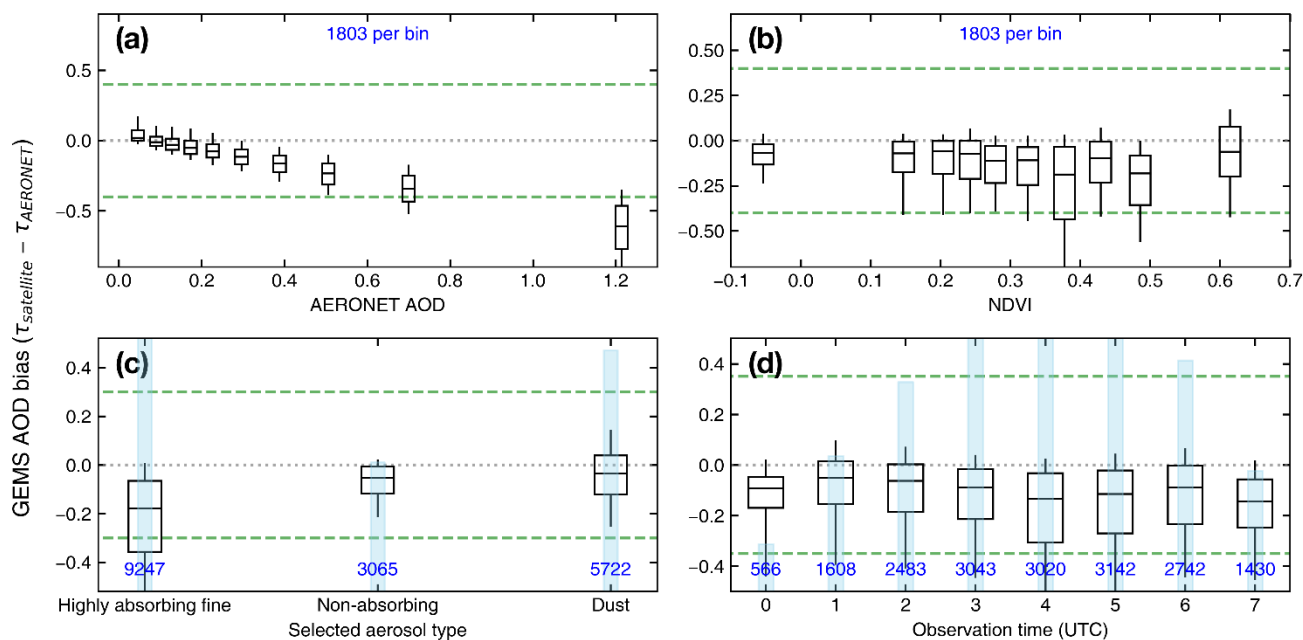 GEMS AOD bias (τsatellite − τAERONET)
(a)
1803 per bin
0.5
0.0
−0.5
0.0 0.2 0.4 0.6 0.8 1.0 1.2
AERONET AOD
(b)
1803 per bin
0.50
0.25
0.00
−0.25
−0.50
−0.1 0.0 0.1 0.2 0.3 0.4 0.5 0.6 0.7
NDVI
(c)
0.4
0.2
0.0
−0.2
−0.4
9247 3065 5722
Highly absorbing fine Non-absorbing Dust
Selected aerosol type
(d)
0.4
0.2
0.0
−0.2
−0.4
566 1608 2483 3043 3020 3142 2742 1430
0 1 2 3 4 5 6 7
Observation time (UTC)